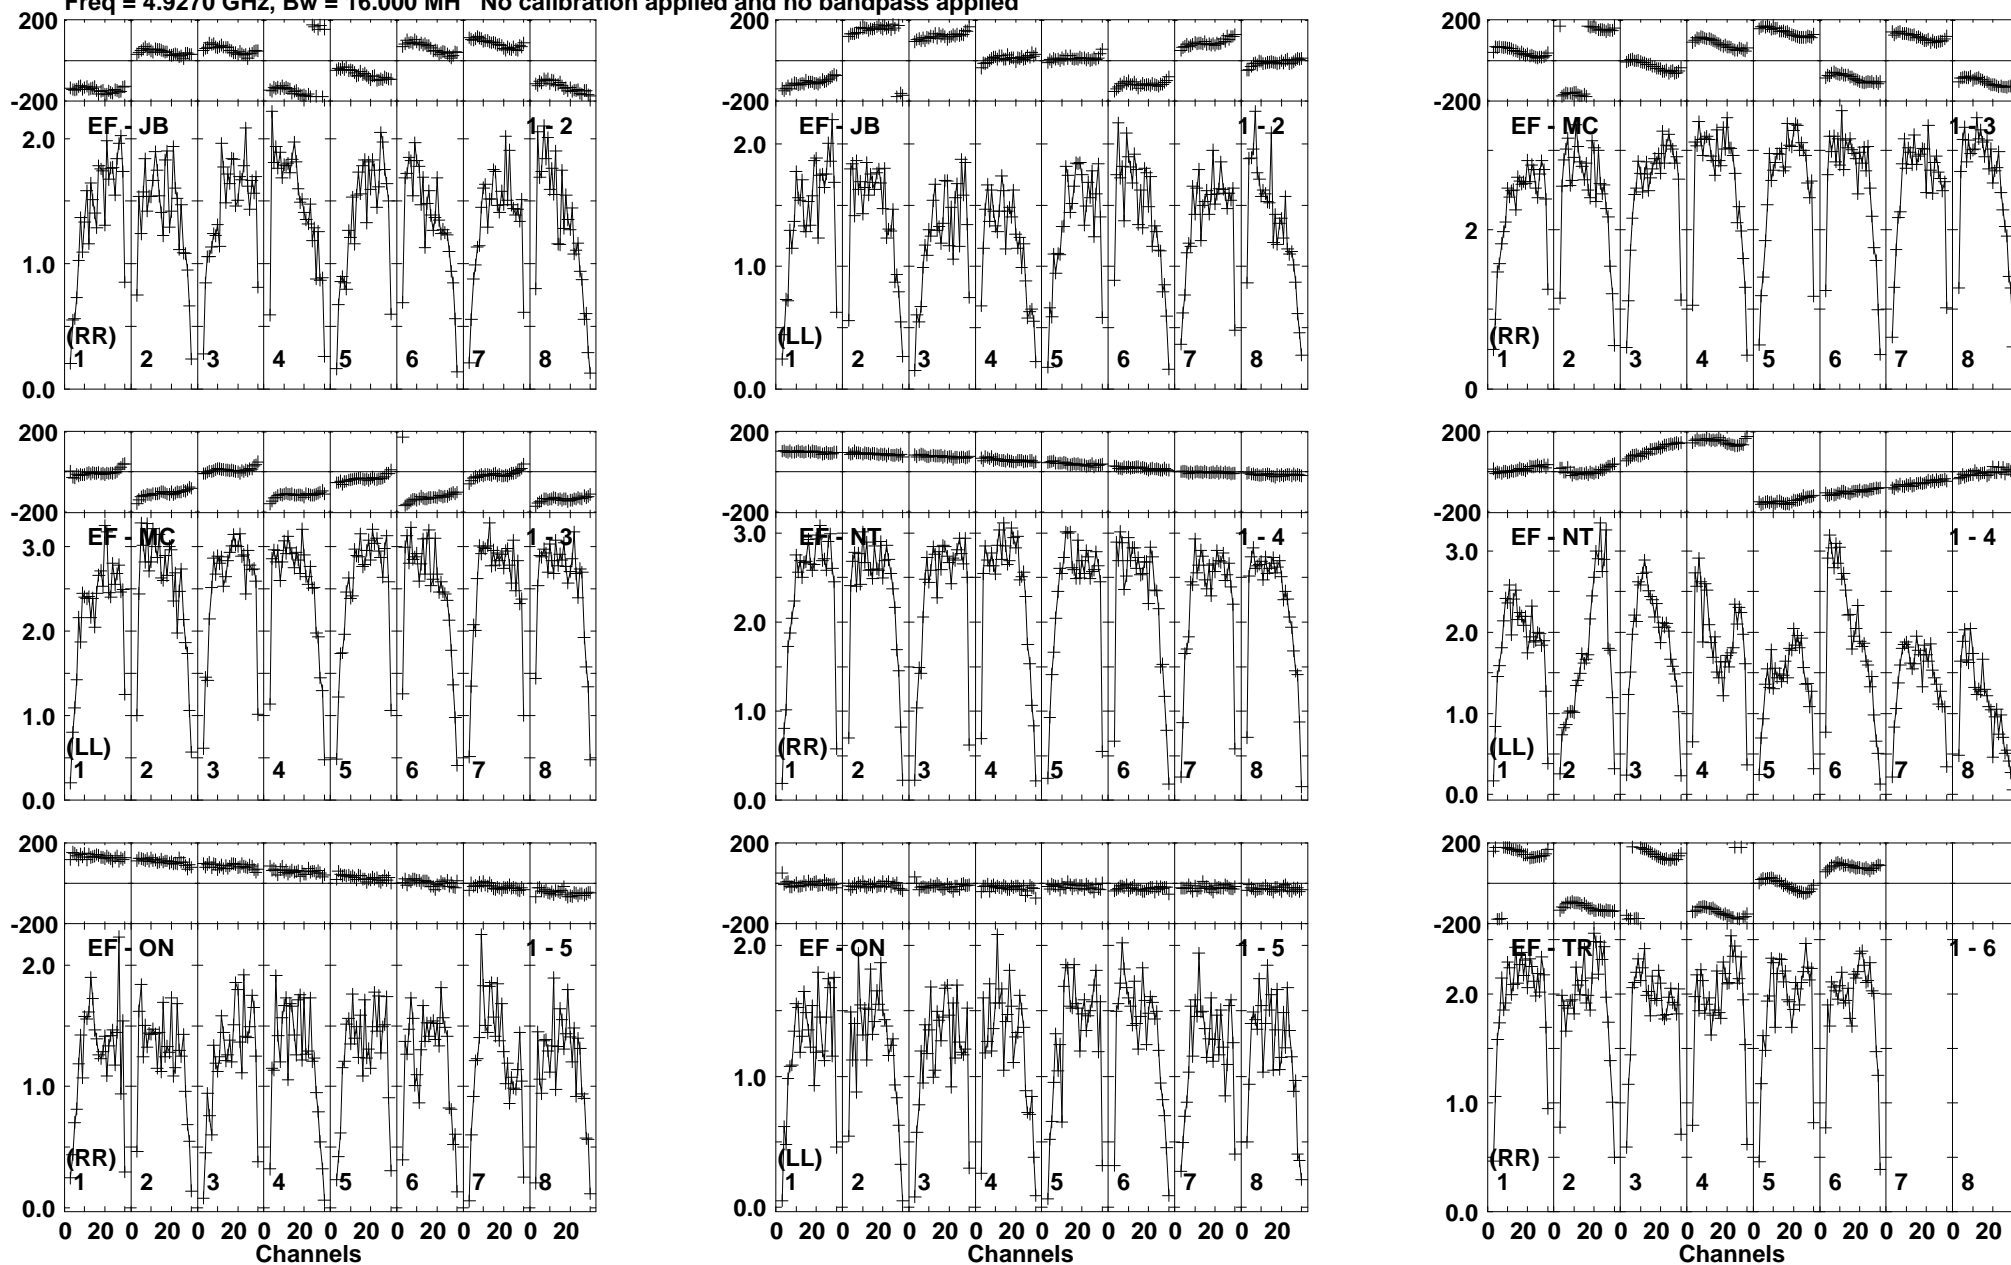 Freq = 4.9270 GHz, Bw = 16.000 MH No calibration applied and no bandpass applied
200 200 200
-200 -200 -200
EF - JB 1 - 2 EF - JB 1 - 2 EF - MC 1 - 3
2.0 2.0
2
1.0 1.0
(RR) (LL) (RR)
1 2 3 4 5 6 7 8 1 2 3 4 5 6 7 8 1 2 3 4 5 6 7 8
0.0 0.0 0
200 200 200
-200 -200 -200
EF - MC 1 - 3 EF - NT 1 - 4 EF - NT 1 - 4
3.0 3.0 3.0
2.0 2.0 2.0
1.0 1.0 1.0
(LL) (RR) (LL)
1 2 3 4 5 6 7 8 1 2 3 4 5 6 7 8 1 2 3 4 5 6 7 8
0.0 0.0 0.0
200 200 200
-200 -200 -200
EF - ON 1 - 5 EF - ON 1 - 5 EF - TR 1 - 6
2.0 2.0 2.0
1.0 1.0 1.0
(RR) (LL) (RR)
1 2 3 4 5 6 7 8 1 2 3 4 5 6 7 8 1 2 3 4 5 6 7 8
0.0 0.0 0.0
0 20 0 20 0 20 0 20 0 20 0 20 0 20 0 20 0 20 0 20 0 20 0 20 0 20 0 20 0 20 0 20 0 20 0 20 0 20 0 20 0 20 0 20 0 20 0 20
Channels Channels Channels